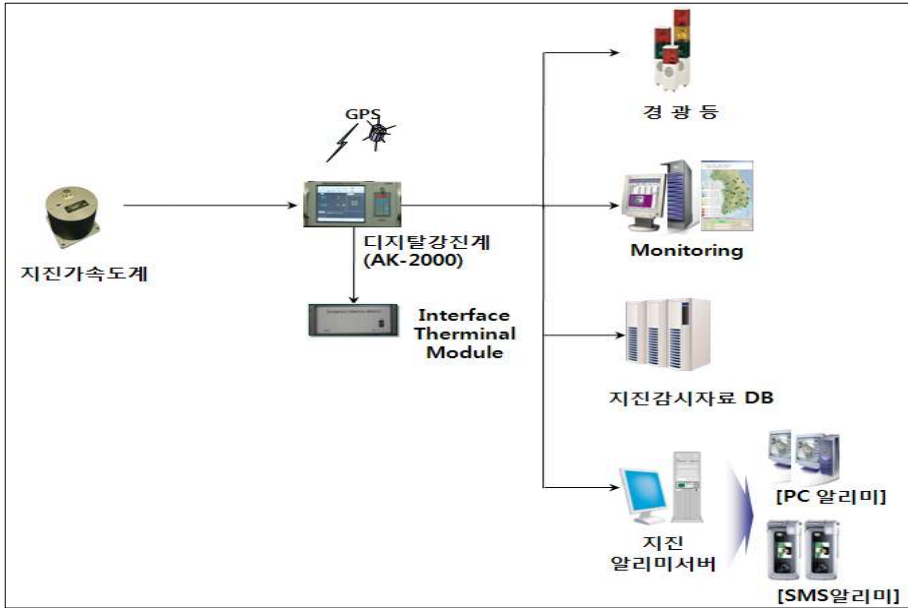 경 광 등
GPS
Monitoring
디지탈강진계
(AK-2000)
지진가속도계
Interface
Therminal
Module
지진감시자료 DB
[PC 알리미]
지진
알리미서버
[SMS알리미]